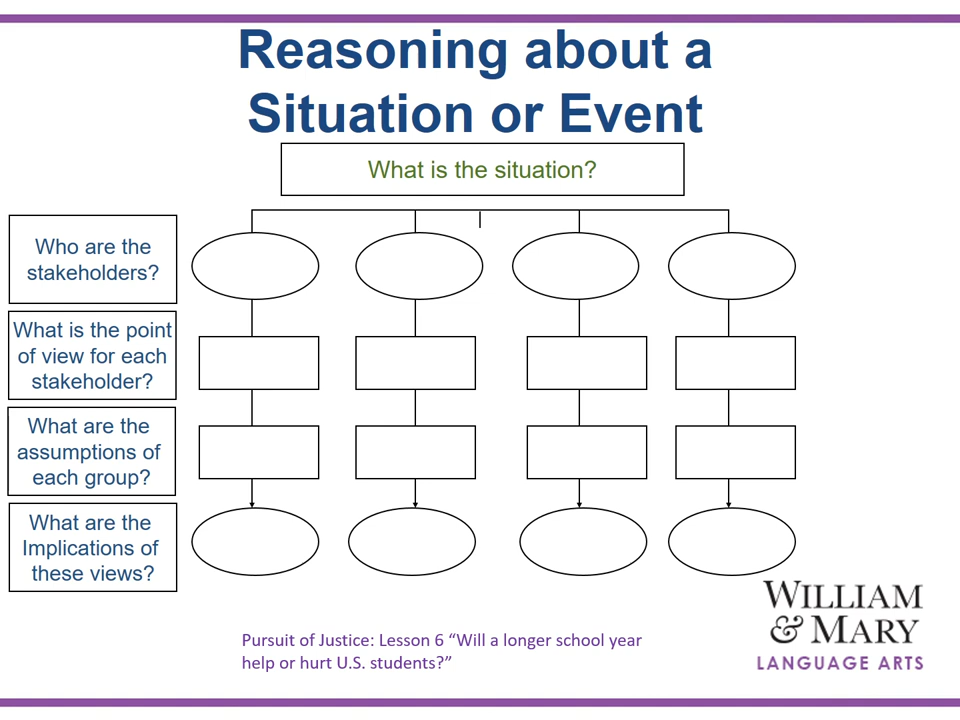 Reasoning about a
Situation or Event
What is the situation?
Who are the
stakeholders?
What is the point
of view for each
stakeholder?
What are the
assumptions of
each group?
What are the
Implications of
these views?
Pursuit of Justice: Lesson 6 “Will a longer school year
help or hurt U.S. students?”
WILLIAM
& MARY
LANGUAGE ARTS